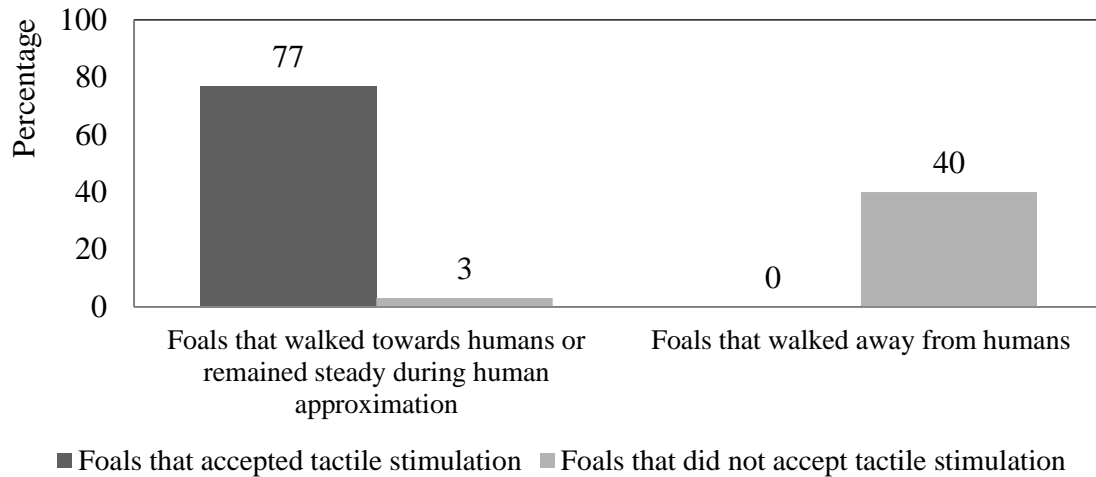 Percentage
100
80
60
40
20
0
77
3
0
40
Foals that walked towards humans or
remained steady during human
approximation
Foals that walked away from humans
Foals that accepted tactile stimulation
Foals that did not accept tactile stimulation